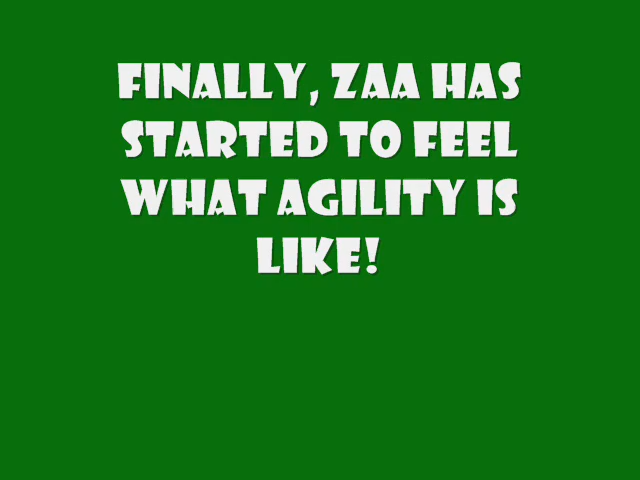 FINALLY, ZAA HAS
STARTED TO FEEL
WHAT AGILITY IS
LIKE!